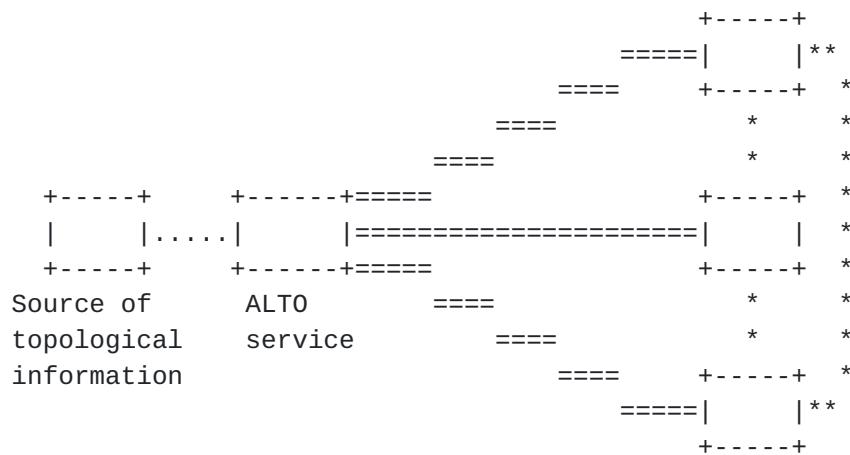 +-----+
                                        =====|     |**
                                    ====     +-----+  *
                                ====            *     *
                            ====                *     *
   +-----+     +------+=====                 +-----+  *
   |     |.....|      |======================|     |  *
   +-----+     +------+=====                 +-----+  *
 Source of      ALTO        ====                *     *
 topological    service         ====            *     *
 information                        ====     +-----+  *
                                        =====|     |**
                                             +-----+